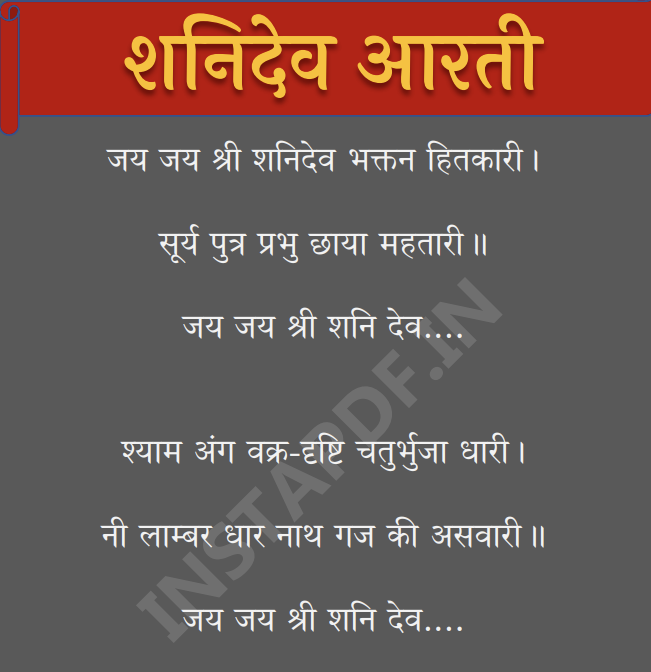 शनिदेव आरती
जय जय श्री शनिदेव भक्तन हितकारी।
सूर्य पुत्र प्रभु छाया महतारी॥
जय जय श्री शनि देव....
श्याम अंग वक्र-दृष्टि चतुर्भुजा धारी।
नी लाम्बर धार नाथ गज की असवारी॥
जय जय श्री शनि देव....
INSTAPDF.IN